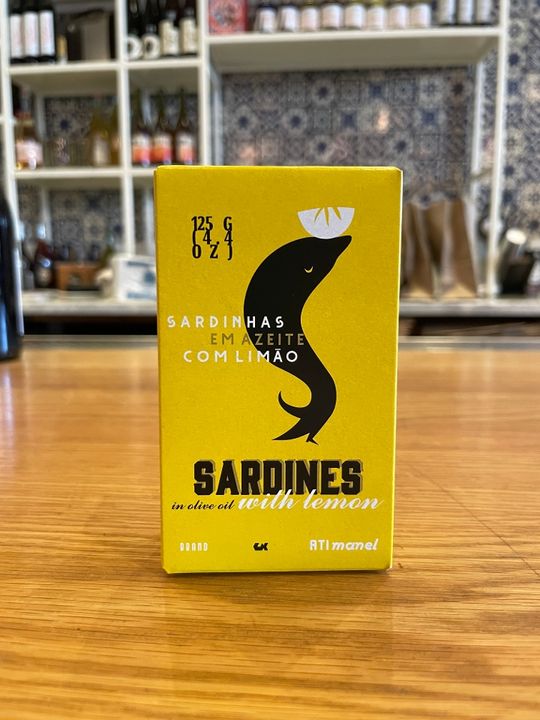 125 G
(4,4
OZ)
SARDINHAS
EM AZEITE
COM LIMÃO
SARDINES
in olive oil with lemon
BRAND
ATI manel